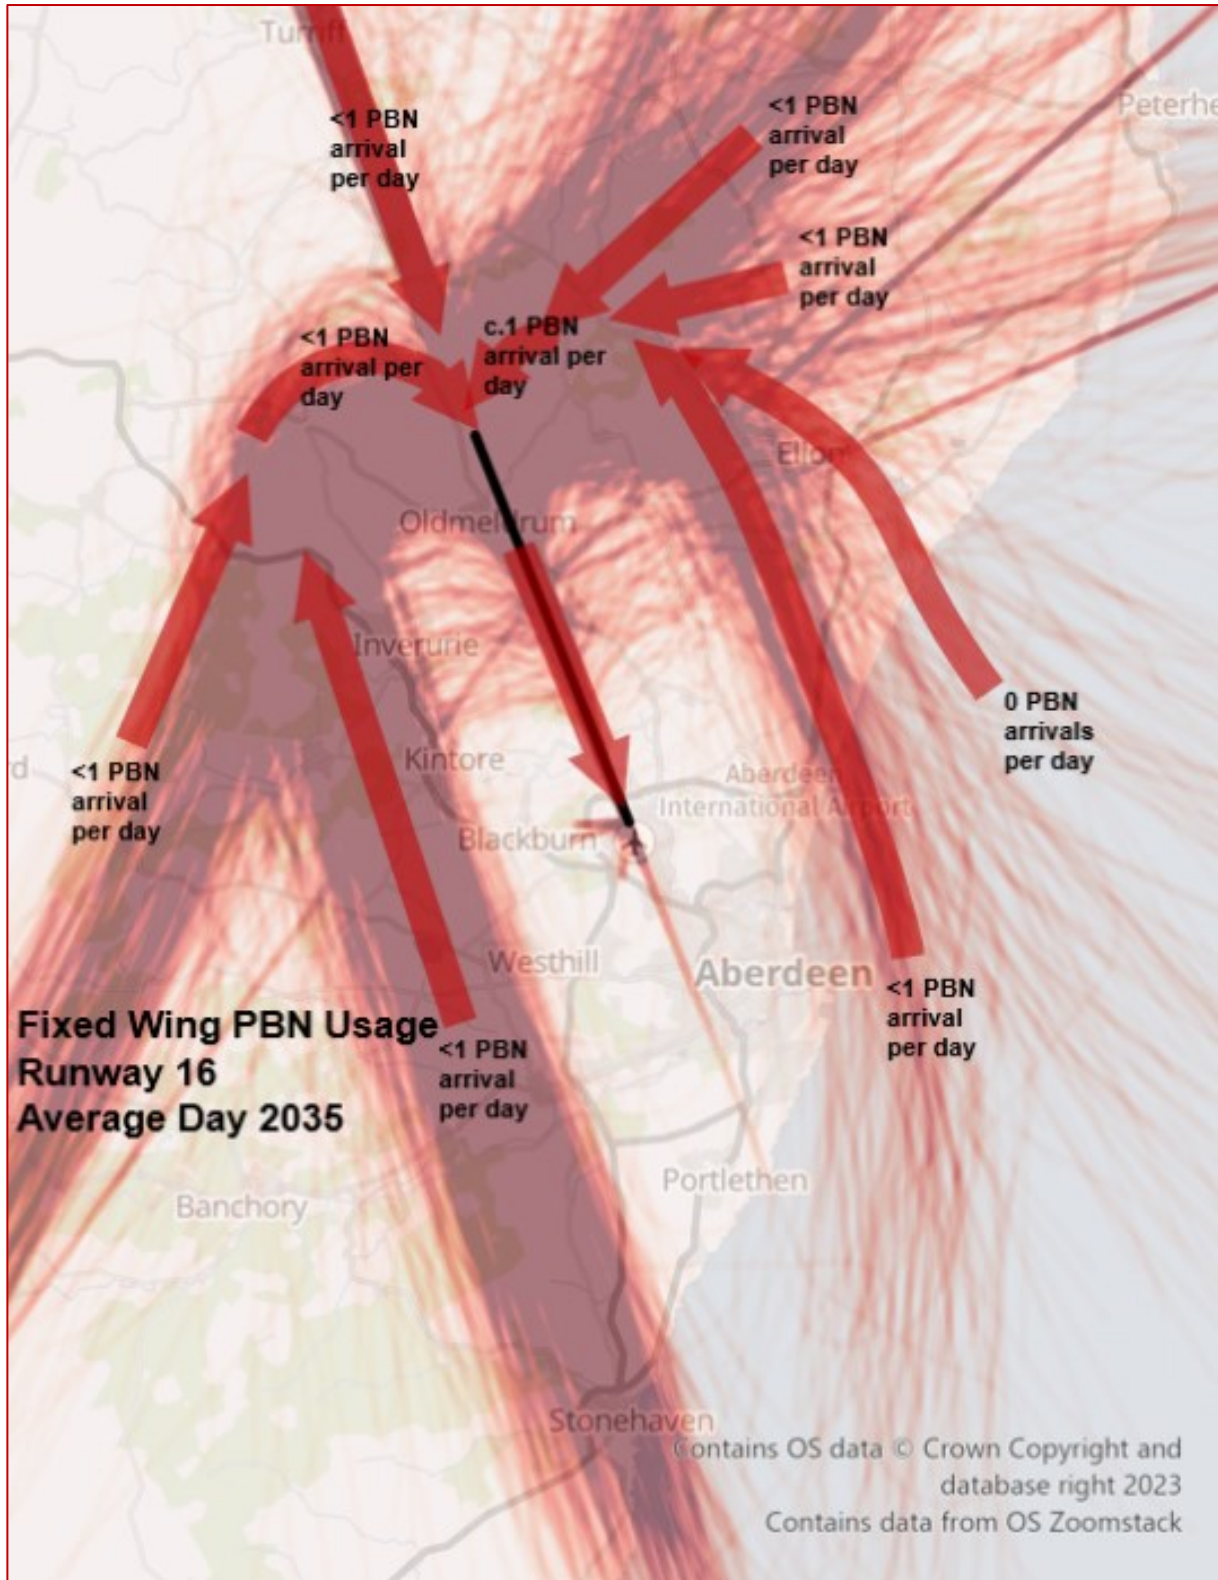 Turriff
<1 PBN
arrival
per day
<1 PBN
arrival
per day
Peterhe
<1 PBN
arrival
per day
<1 PBN
arrival per
day
c.1 PBN
arrival per
day
Ellon
Oldmeldrum
Inverurie
0 PBN
arrivals
per day
Kintore
d
<1 PBN
arrival
per day
Aberdeen
International Airport
Blackburn
Westhill
Aberdeen
<1 PBN
arrival
per day
Fixed Wing PBN Usage
Runway 16
Average Day 2035
<1 PBN
arrival
per day
Portlethen
Banchory
Stonehaven
Contains OS data © Crown Copyright and
database right 2023
Contains data from OS Zoomstack